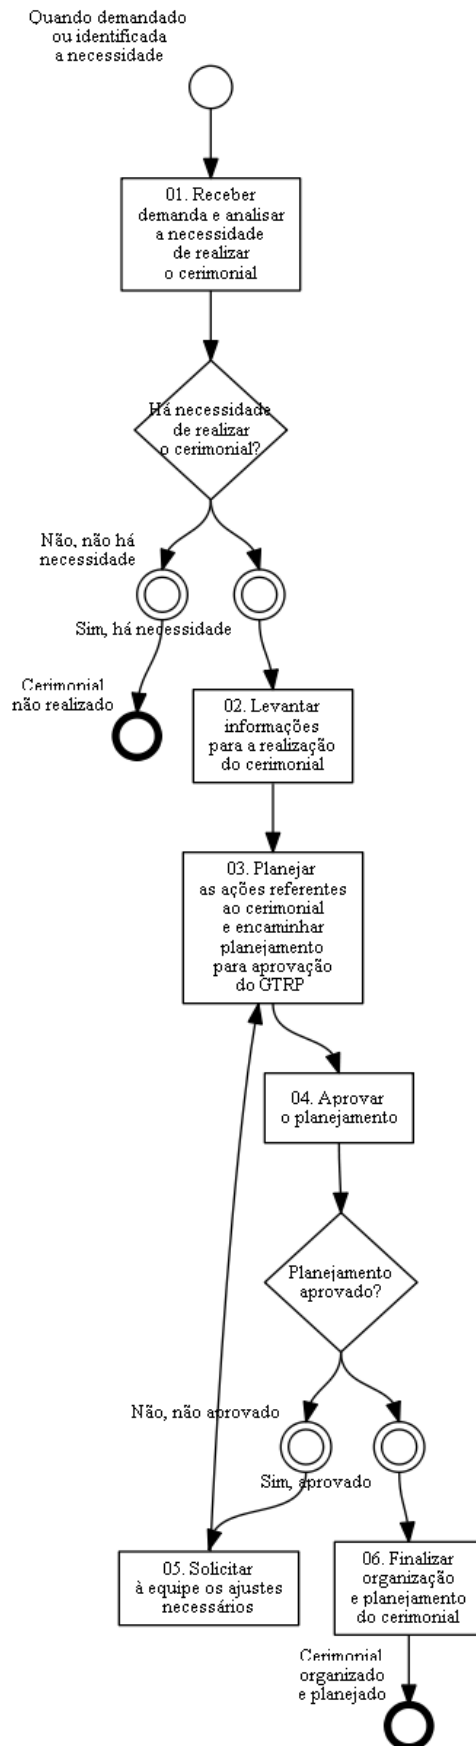 Quando demandado
ou identificada
a necessidade
01. Receber
demanda e analisar
a necessidade
de realizar
o cerimonial
Há necessidade
de realizar
o cerimonial?
Não, não há
necessidade
Sim, há necessidade
Cerimonial
não realizado
02. Levantar
informações
para a realização
do cerimonial
03. Planejar
as ações referentes
ao cerimonial
e encaminhar
planejamento
para aprovação
do GTRP
04. Aprovar
o planejamento
Planejamento
aprovado?
Não, não aprovado
Sim, aprovado
05. Solicitar
à equipe os ajustes
necessários
06. Finalizar
organização
e planejamento
do cerimonial
Cerimonial
organizado
e planejado